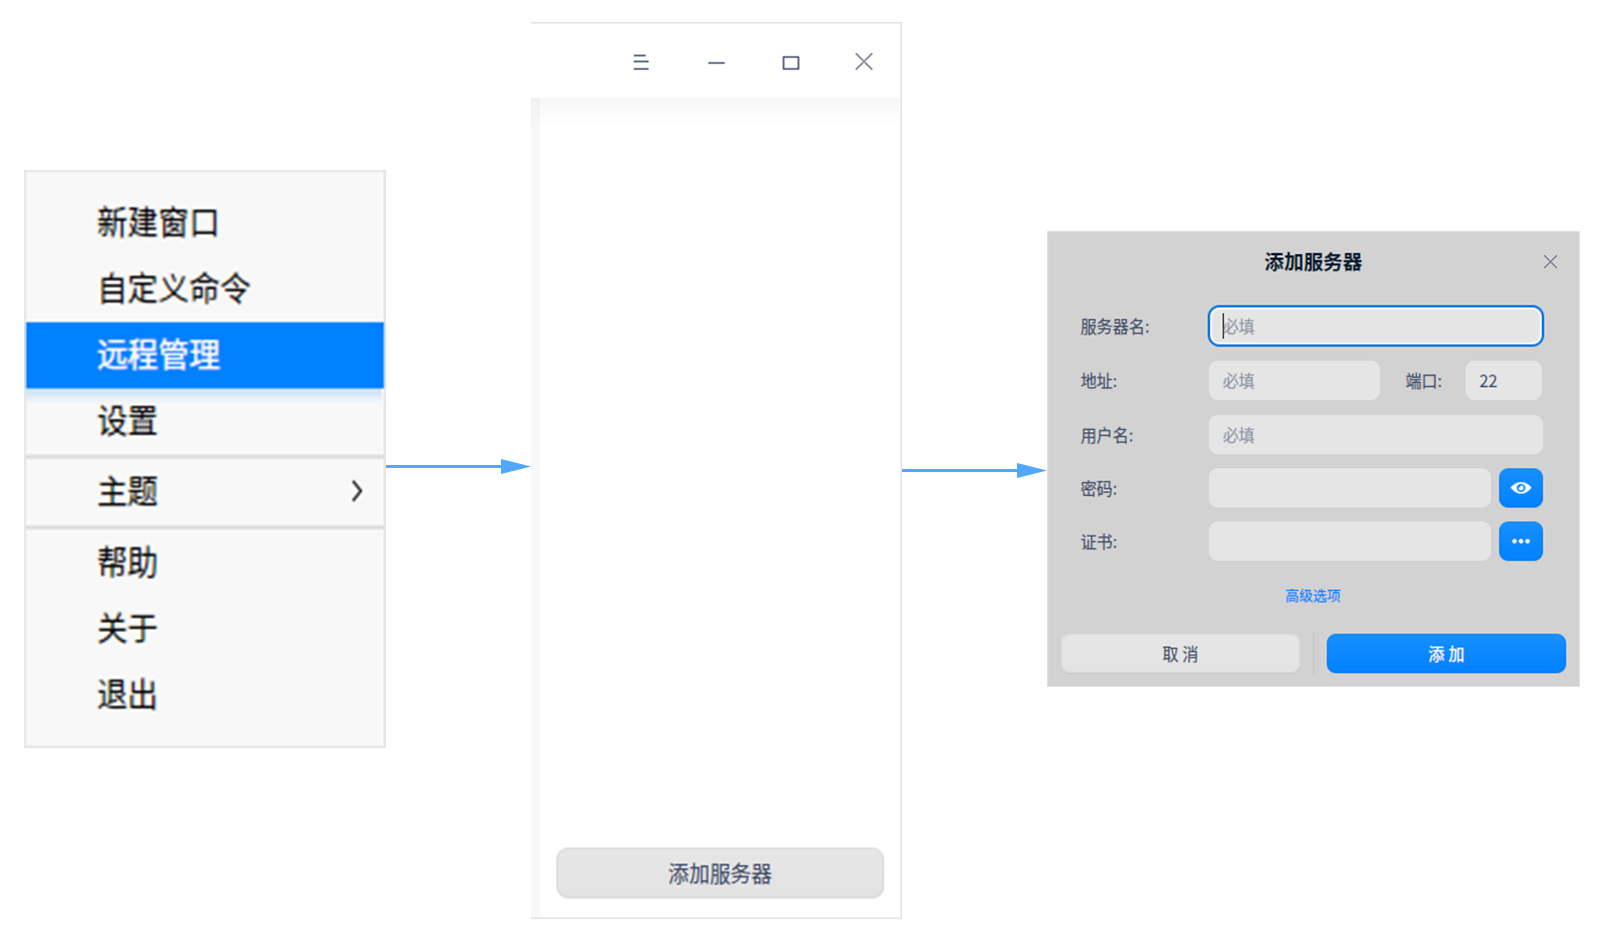 新建窗口
自定义命令
远程管理
设置
主题
帮助
关于
退出
添加服务器
添加服务器
服务器名: 必填
地址: 必填 端口: 22
用户名: 必填
密码:
证书:
高级选项
取消 添加